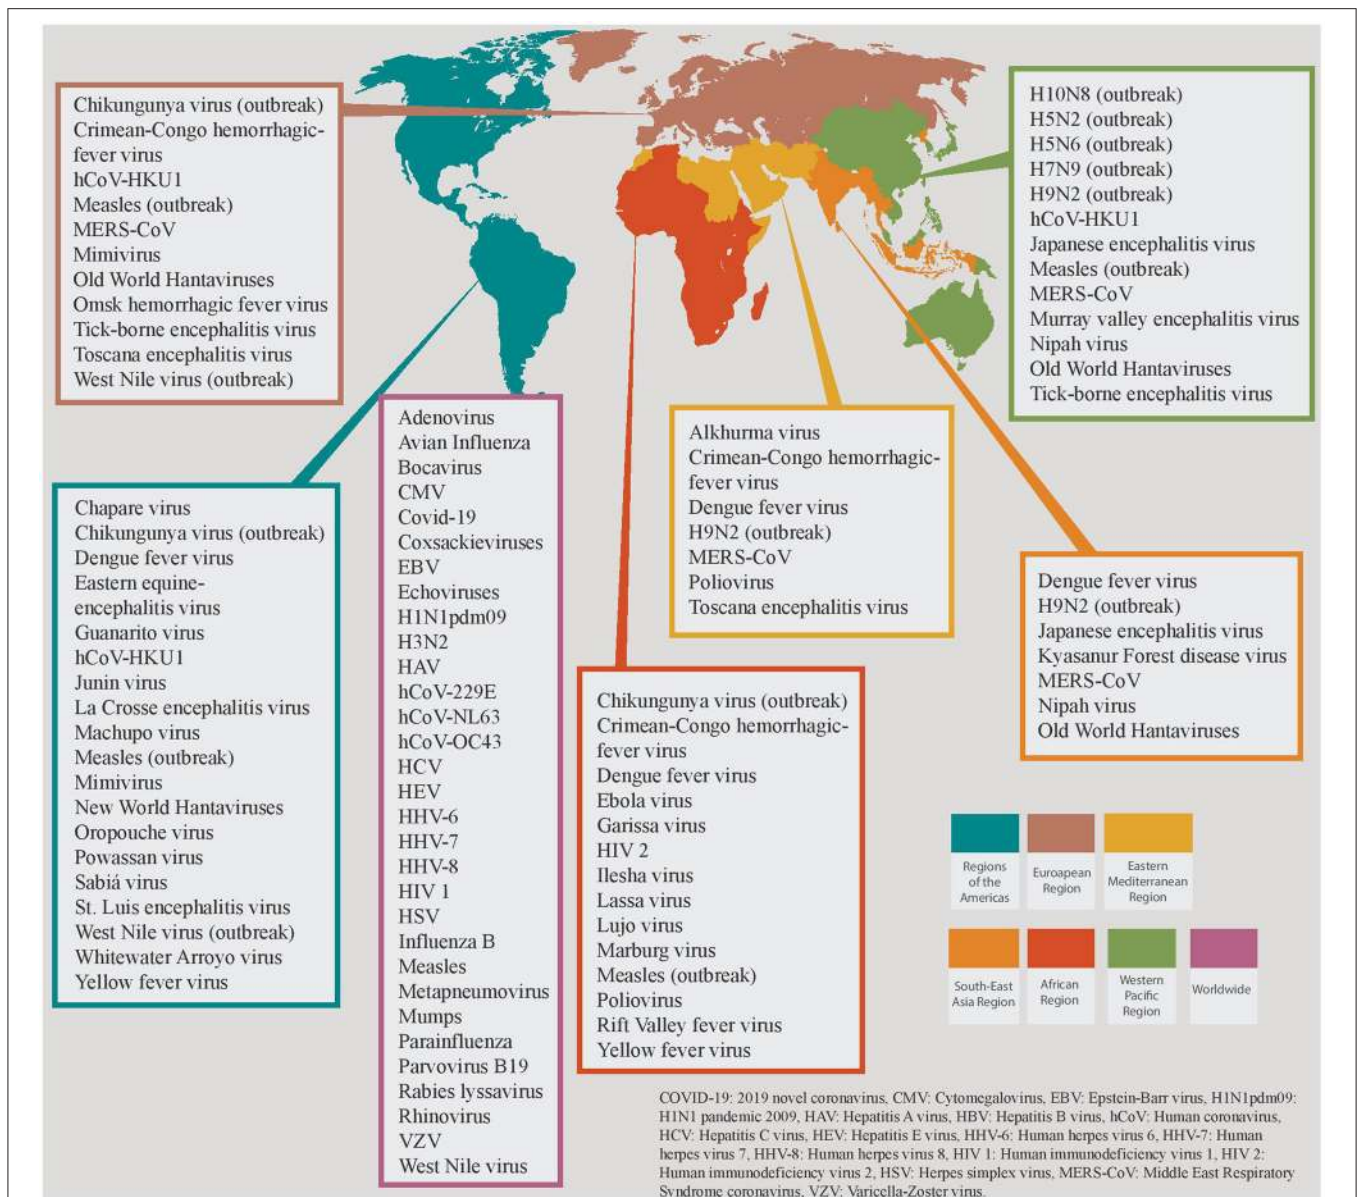 Chikungunya virus (outbreak)
Crimean-Congo hemorrhagic-
fever virus
hCoV-HKU1
Measles (outbreak)
MERS-CoV
Mimivirus
Old World Hantaviruses
Omsk hemorrhagic fever virus
Tick-borne encephalitis virus
Toscana encephalitis virus
West Nile virus (outbreak)
H10N8 (outbreak)
H5N2 (outbreak)
H5N6 (outbreak)
H7N9 (outbreak)
H9N2 (outbreak)
hCoV-HKU1
Japanese encephalitis virus
Measles (outbreak)
MERS-CoV
Murray valley encephalitis virus
Nipah virus
Old World Hantaviruses
Tick-borne encephalitis virus
Chapare virus
Chikungunya virus (outbreak)
Dengue fever virus
Eastern equine-
encephalitis virus
Guanarito virus
hCoV-HKU1
Junin virus
La Crosse encephalitis virus
Machupo virus
Measles (outbreak)
Mimivirus
New World Hantaviruses
Oropouche virus
Powassan virus
Sabiá virus
St. Luis encephalitis virus
West Nile virus (outbreak)
Whitewater Arroyo virus
Yellow fever virus
Adenovirus
Avian Influenza
Bocavirus
CMV
Covid-19
Coxsackieviruses
EBV
Echoviruses
H1N1pdm09
H3N2
HAV
hCoV-229E
hCoV-NL63
hCoV-OC43
HCV
HEV
HHV-6
HHV-7
HHV-8
HIV 1
HSV
Influenza B
Measles
Metapneumovirus
Mumps
Parainfluenza
Parvovirus B19
Rabies lyssavirus
Rhinovirus
VZV
West Nile virus
Alkhurma virus
Crimean-Congo hemorrhagic-
fever virus
Dengue fever virus
H9N2 (outbreak)
MERS-CoV
Poliovirus
Toscana encephalitis virus
Chikungunya virus (outbreak)
Crimean-Congo hemorrhagic-
fever virus
Dengue fever virus
Ebola virus
Garissa virus
HIV 2
Ilesha virus
Lassa virus
Lujo virus
Marburg virus
Measles (outbreak)
Poliovirus
Rift Valley fever virus
Yellow fever virus
Dengue fever virus
H9N2 (outbreak)
Japanese encephalitis virus
Kyasanur Forest disease virus
MERS-CoV
Nipah virus
Old World Hantaviruses
Regions
of the
Americas
Euroapean
Region
Eastern
Mediterranean
Region
South-East
Asia Region
African
Region
Western
Pacific
Region
Worldwide
COVID-19: 2019 novel coronavirus, CMV: Cytomegalovirus, EBV: Epstein-Barr virus, H1N1pdm09:
H1N1 pandemic 2009, HAV: Hepatitis A virus, HBV: Hepatitis B virus, hCoV: Human coronavirus,
HCV: Hepatitis C virus, HEV: Hepatitis E virus, HHV-6: Human herpes virus 6, HHV-7: Human
herpes virus 7, HHV-8: Human herpes virus 8, HIV 1: Human immunodeficiency virus 1, HIV 2:
Human immunodeficiency virus 2, HSV: Herpes simplex virus, MERS-CoV: Middle East Respiratory
Syndrome coronavirus, VZV: Varicella-Zoster virus.